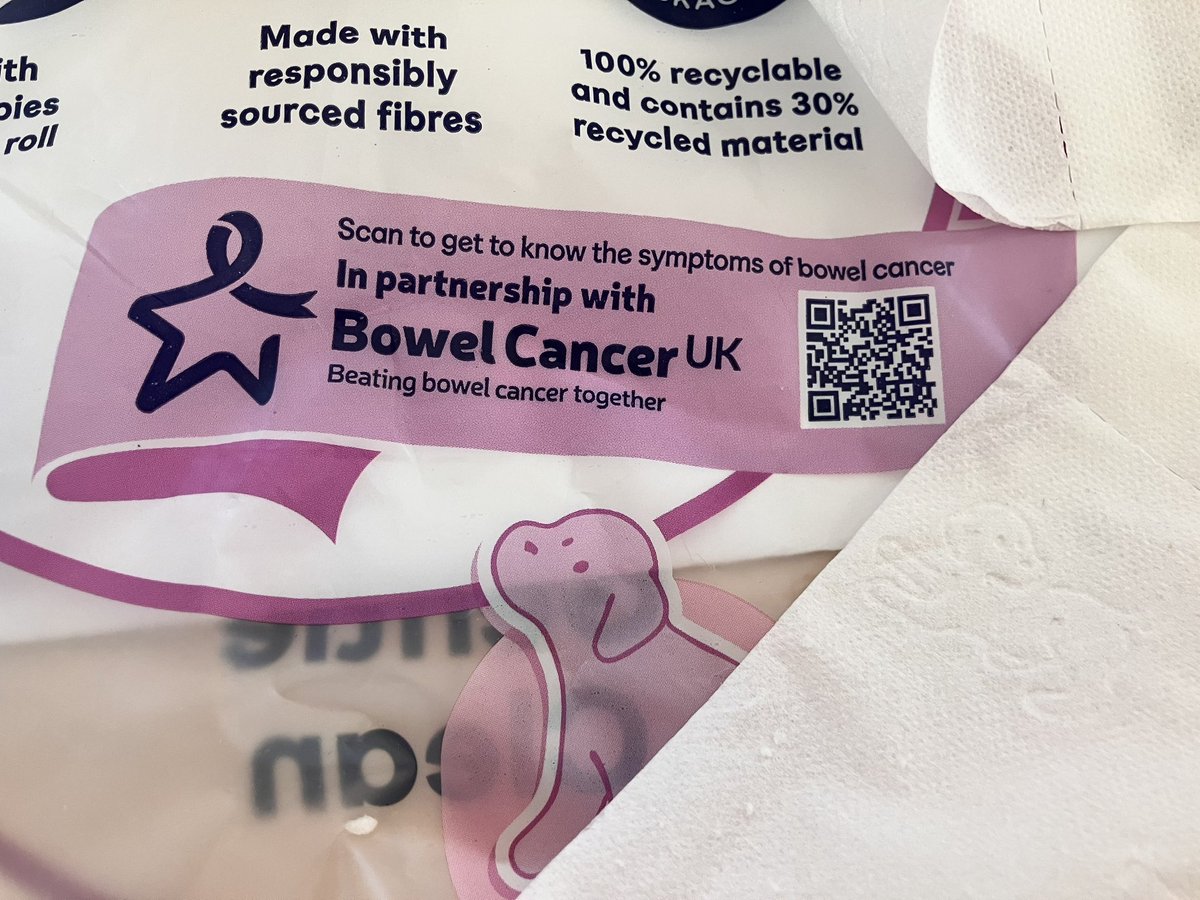 Made with
responsibly
sourced fibres
100% recyclable
and contains 30%
recycled material
roll
Scan to get to know the symptoms of bowel cancer
In partnership with
Bowel Cancer UK
Beating bowel cancer together